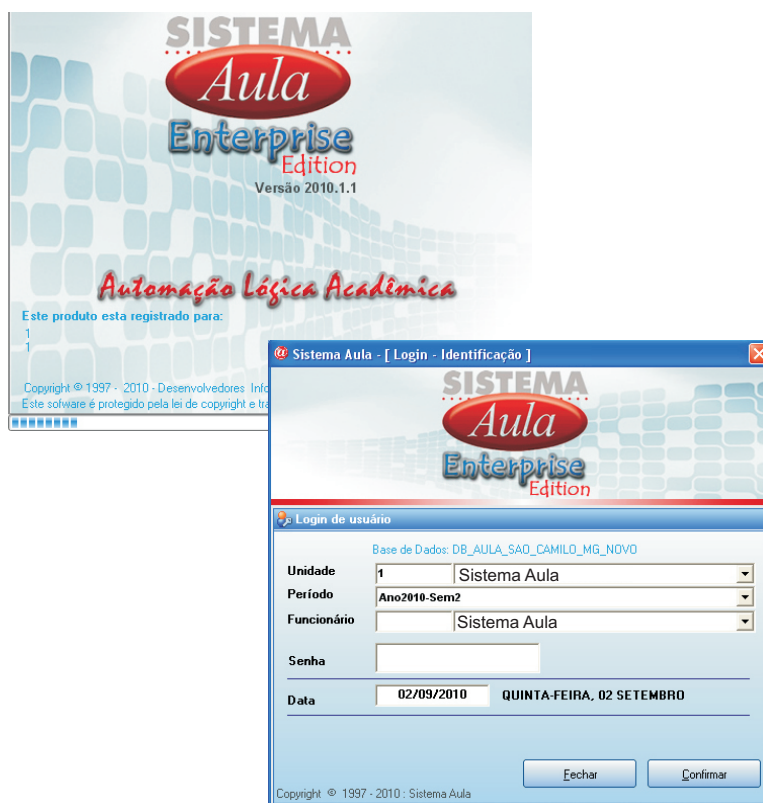 SISTEMA
Aula
Enterprise
Edition
Versão 2010.1.1
Automação Lógica Acadêmica
Este produto esta registrado para:
1
1
Copyright © 1997 - 2010 - Desenvolvedores Info
Este sofware é protegido pela lei de copyright e tra
@ Sistema Aula - [ Login - Identificação ]
SISTEMA
Aula
Enterprise
Edition
Login de usuário
Base de Dados: DB_AULA_SAO_CAMILO_MG_NOVO
Unidade 1 Sistema Aula
Período Ano2010-Sem2
Funcionário Sistema Aula
Senha
Data 02/09/2010 QUINTA-FEIRA, 02 SETEMBRO
Fechar Confirmar
Copyright © 1997 - 2010 : Sistema Aula